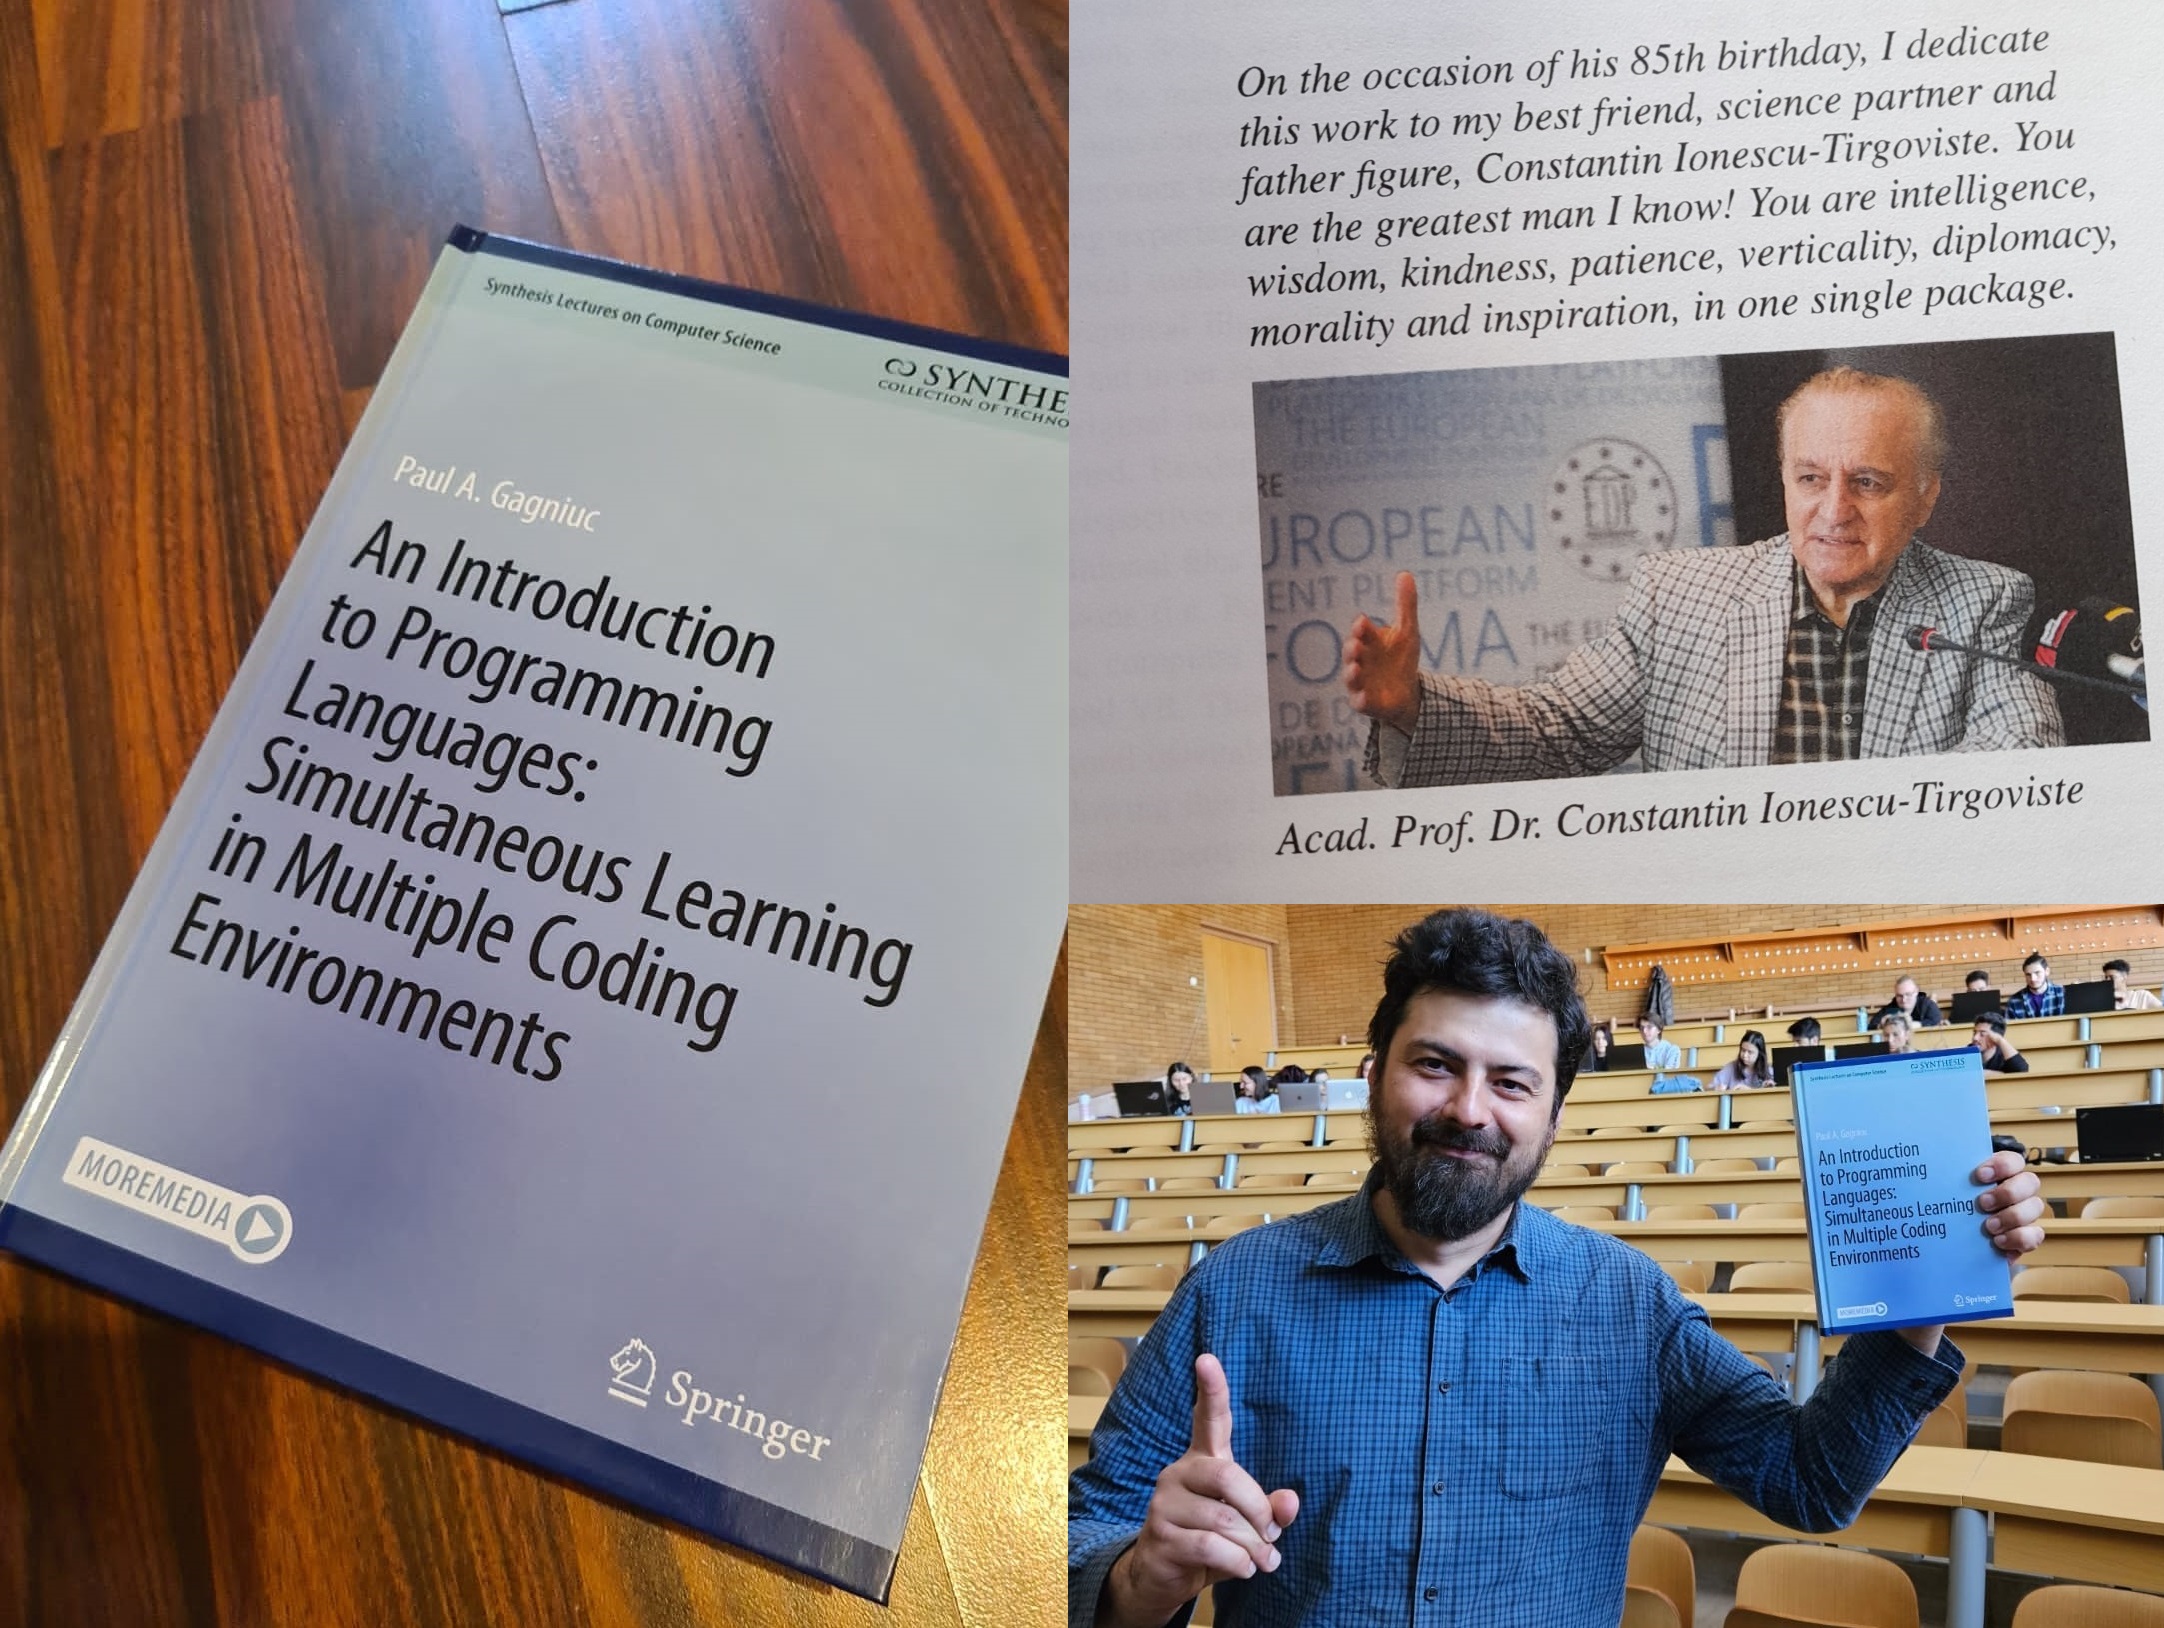 Synthesis Lectures on Computer Science
SYNTHE
COLLECTION OF TECHNO
Paul A. Gagniuc
An Introduction
to Programming
Languages:
Simultaneous Learning
in Multiple Coding
Environments
MOREMEDIA
Springer
On the occasion of his 85th birthday, I dedicate
this work to my best friend, science partner and
father figure, Constantin Ionescu-Tirgoviste. You
are the greatest man I know! You are intelligence,
wisdom, kindness, patience, verticality, diplomacy,
morality and inspiration, in one single package.
THE EUROPEAN
RE
EDP
UROPEAN
ENT PLATFORM
FORMA
THE
DE
OPEANA
Acad. Prof. Dr. Constantin Ionescu-Tirgoviste
Synthesis Lectures on Computer Science
SYNTHESIS
Paul A. Gagniuc
An Introduction
to Programming
Languages:
Simultaneous Learning
in Multiple Coding
Environments
MOREMEDIA
Springer